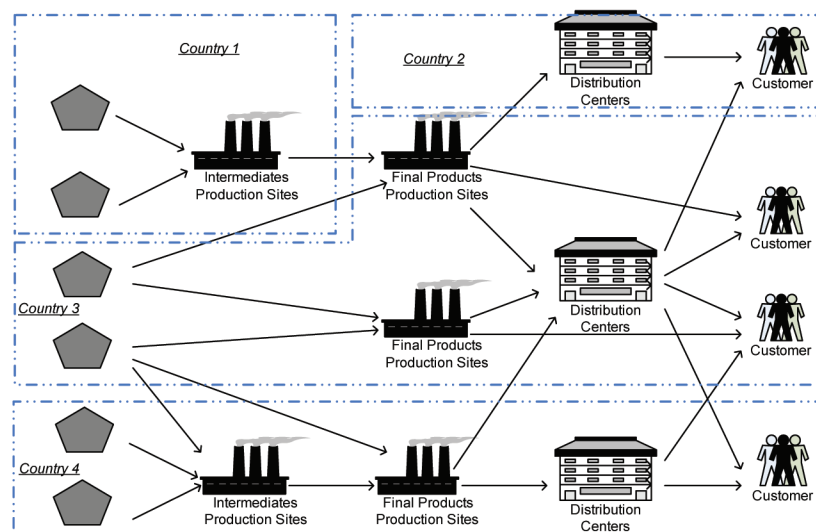 Country 1
Country 2
Distribution
Centers
Customer
Intermediates
Production Sites
Final Products
Production Sites
Customer
Country 3
Distribution
Centers
Final Products
Production Sites
Customer
Country 4
Intermediates
Production Sites
Final Products
Production Sites
Distribution
Centers
Customer